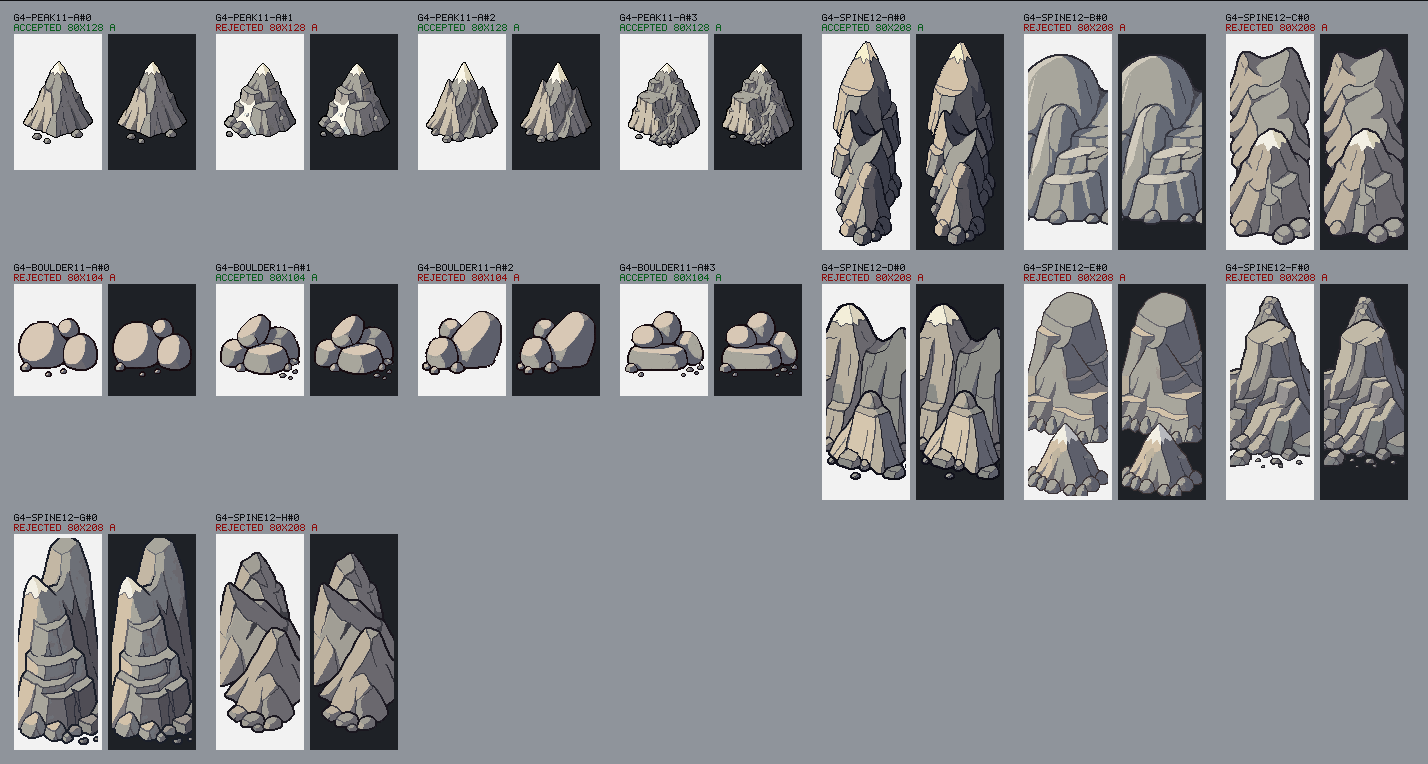 G4-PEAK11-A#0
ACCEPTED 80X128 A
G4-PEAK11-A#1
REJECTED 80X128 A
G4-PEAK11-A#2
ACCEPTED 80X128 A
G4-PEAK11-A#3
ACCEPTED 80X128 A
G4-SPINE12-A#0
ACCEPTED 80X208 A
G4-SPINE12-B#0
REJECTED 80X208 A
G4-SPINE12-C#0
REJECTED 80X208 A
G4-BOULDER11-A#0
REJECTED 80X104 A
G4-BOULDER11-A#1
ACCEPTED 80X104 A
G4-BOULDER11-A#2
REJECTED 80X104 A
G4-BOULDER11-A#3
ACCEPTED 80X104 A
G4-SPINE12-D#0
REJECTED 80X208 A
G4-SPINE12-E#0
REJECTED 80X208 A
G4-SPINE12-F#0
REJECTED 80X208 A
G4-SPINE12-G#0
REJECTED 80X208 A
G4-SPINE12-H#0
REJECTED 80X208 A